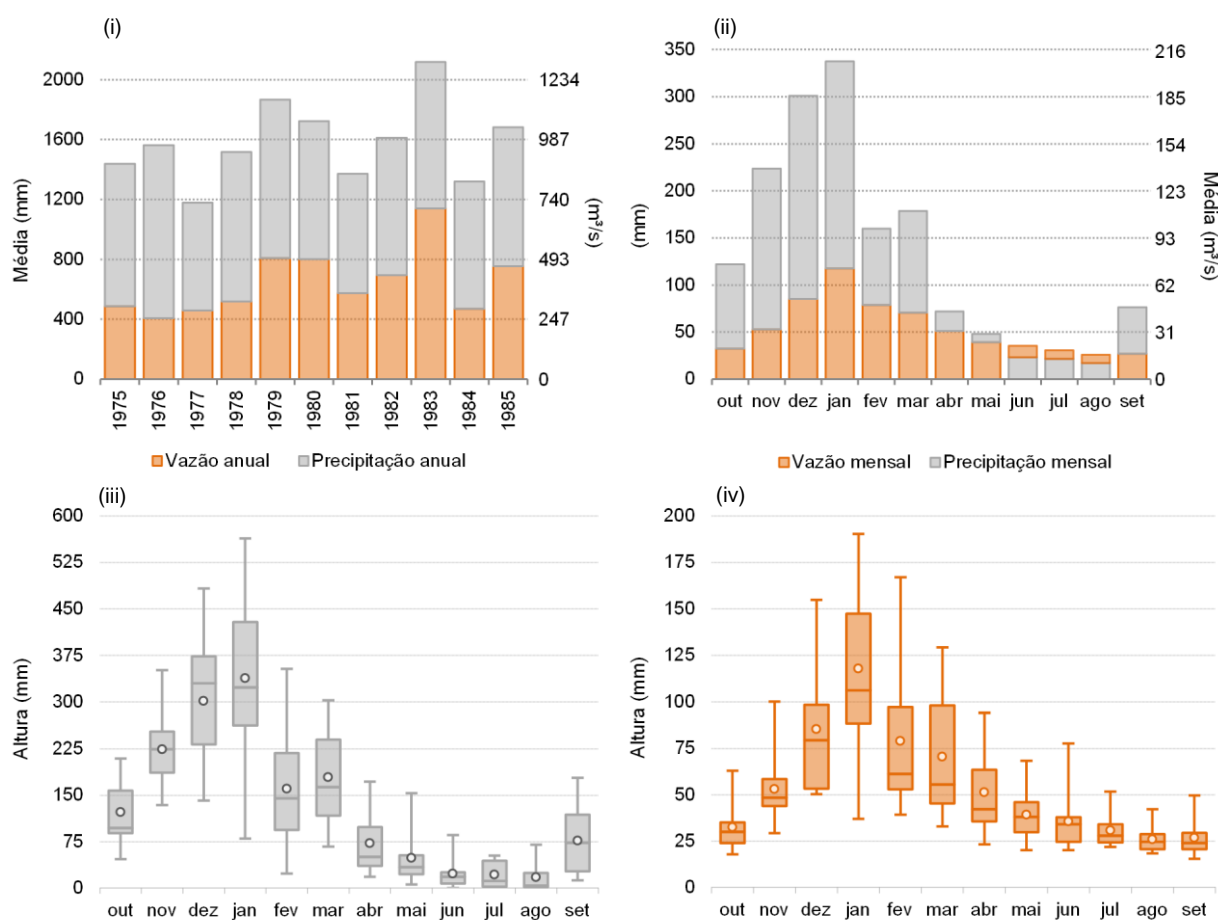 (i)
Média (mm)
2000
1600
1200
800
400
0
1234
987
740
493
247
0
(m³/s)
1975 1976 1977 1978 1979 1980 1981 1982 1983 1984 1985
Vazão anual Precipitação anual
(ii)
(mm)
350
300
250
200
150
100
50
0
216
185
154
123
93
62
31
0
Média (m³/s)
out nov dez jan fev mar abr mai jun jul ago set
Vazão mensal Precipitação mensal
(iii)
Altura (mm)
600
525
450
375
300
225
150
75
0
out nov dez jan fev mar abr mai jun jul ago set
(iv)
Altura (mm)
200
175
150
125
100
75
50
25
0
out nov dez jan fev mar abr mai jun jul ago set